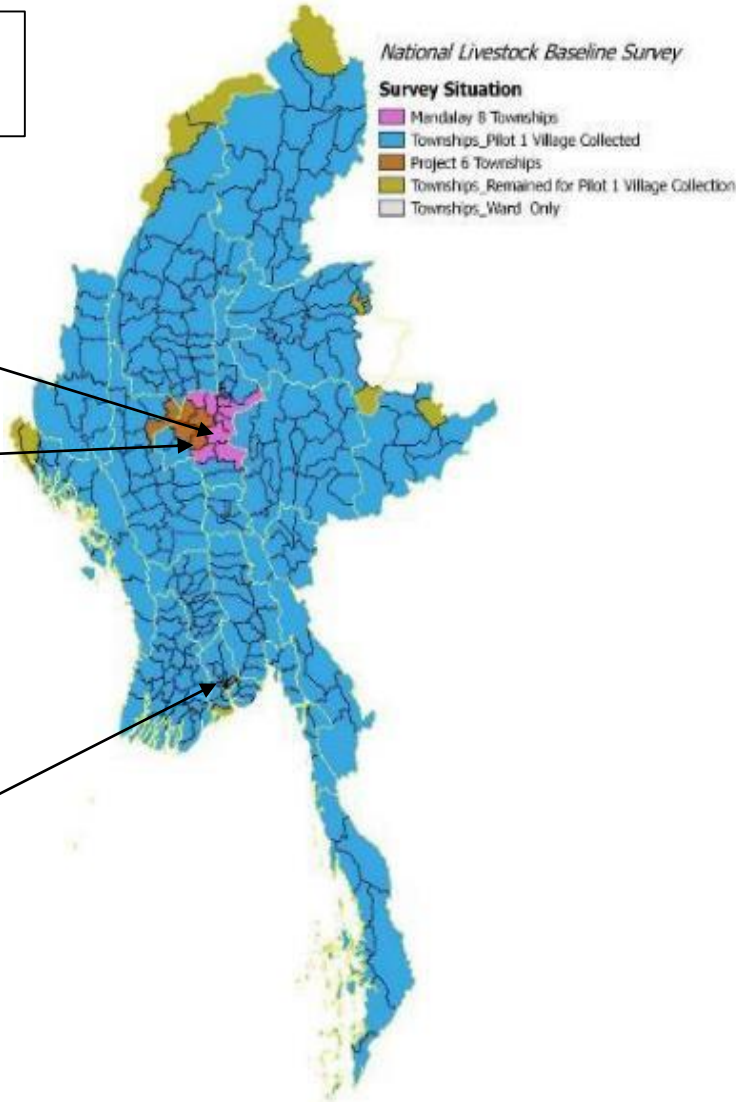 National Livestock Baseline Survey
Survey Situation
Mandalay 8 Townships
Townships_Pilot 1 Village Collected
Project 6 Townships
Townships_Remained for Pilot 1 Village Collection
Townships_Ward Only